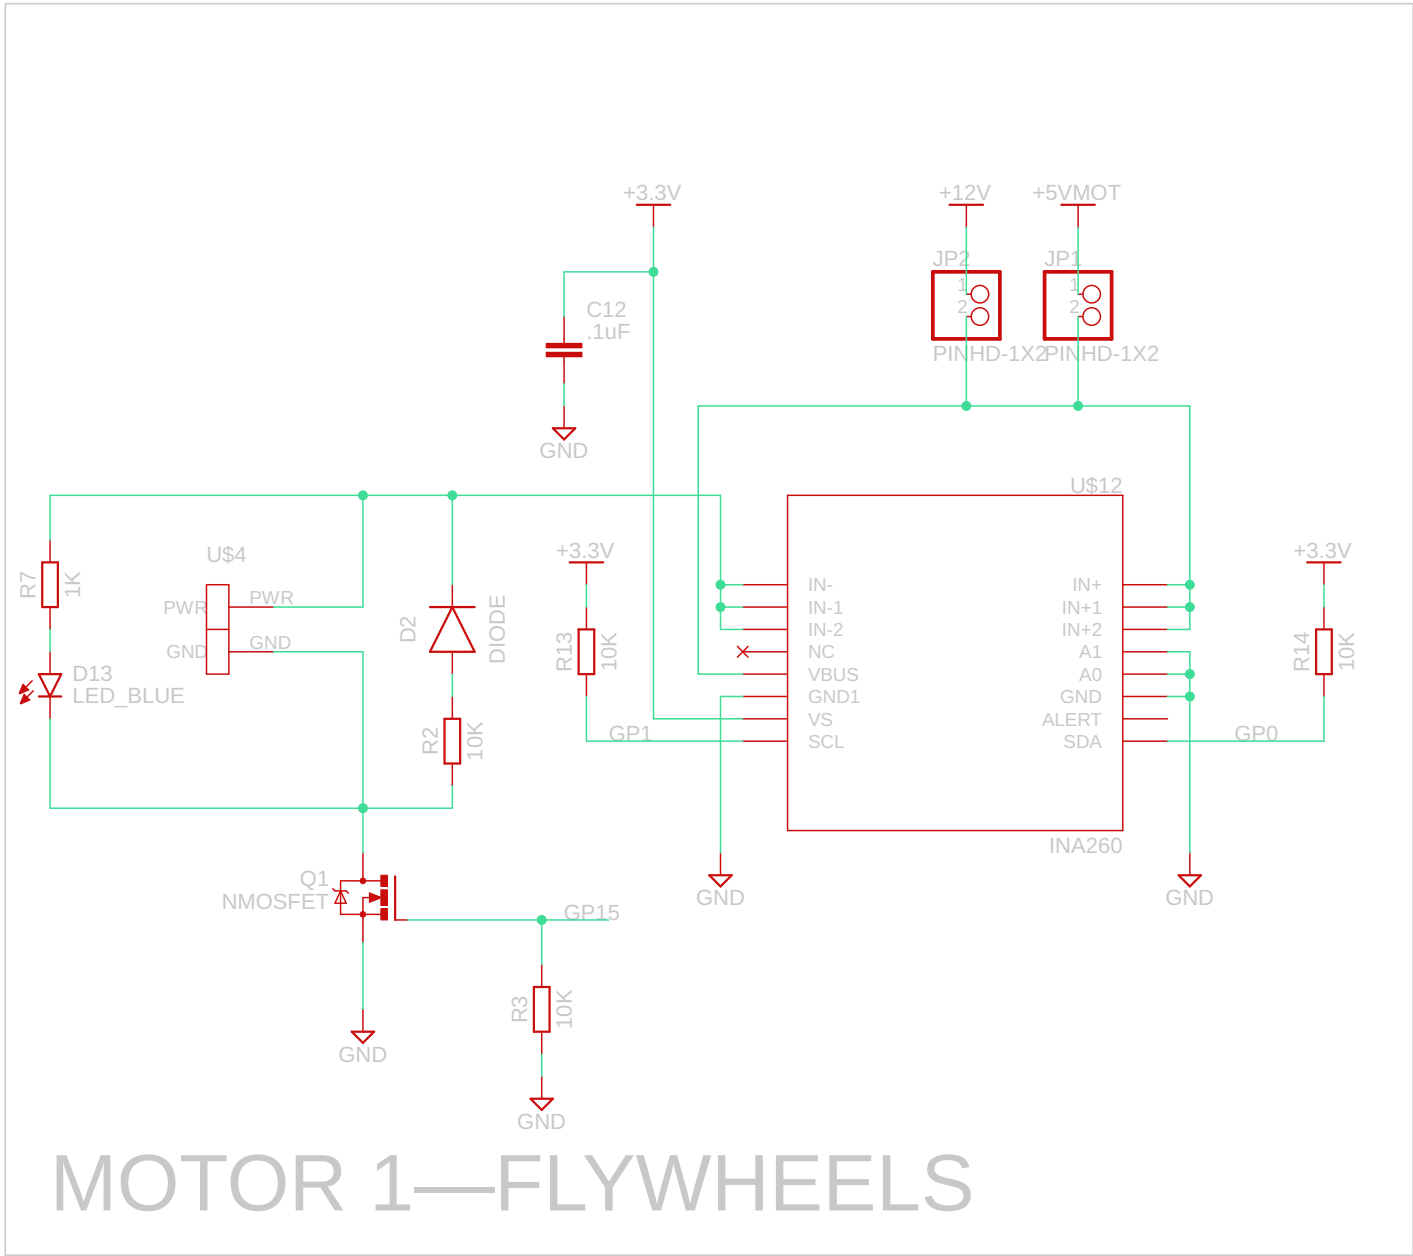 +3.3V
+12V
+5VMOT
JP2
JP1
1
2
1
2
PINHD-1X2
PINHD-1X2
C12
.1uF
GND
U$12
U$4
PWR
GND
PWR
GND
R7
1K
D13
LED_BLUE
D2
DIODE
R2
10K
+3.3V
R13
10K
GP1
IN-
IN-1
IN-2
NC
VBUS
GND1
VS
SCL
IN+
IN+1
IN+2
A1
A0
GND
ALERT
SDA
INA260
+3.3V
R14
10K
GP0
GND
GND
Q1
NMOSFET
GP15
R3
10K
GND
GND
MOTOR 1—FLYWHEELS